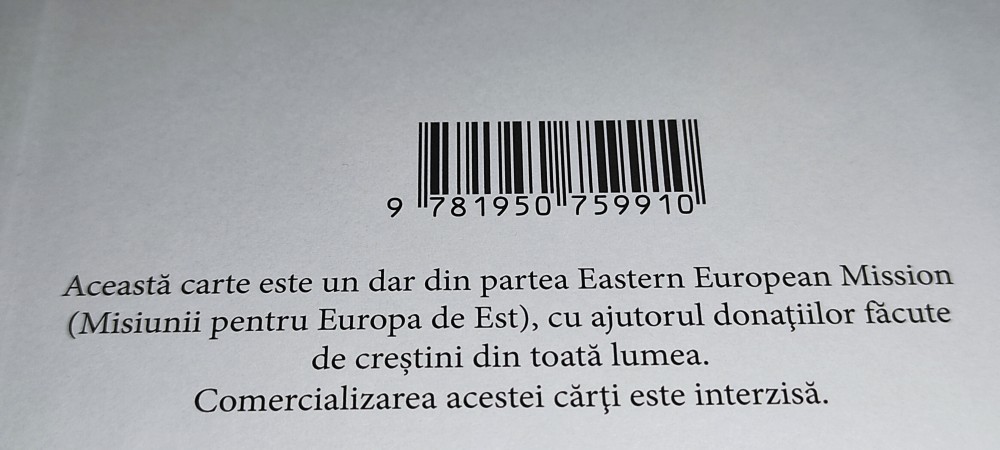 9 781950 759910
Această carte este un dar din partea Eastern European Mission
(Misiunii pentru Europa de Est), cu ajutorul donaţiilor făcute
de creștini din toată lumea.
Comercializarea acestei cărţi este interzisă.